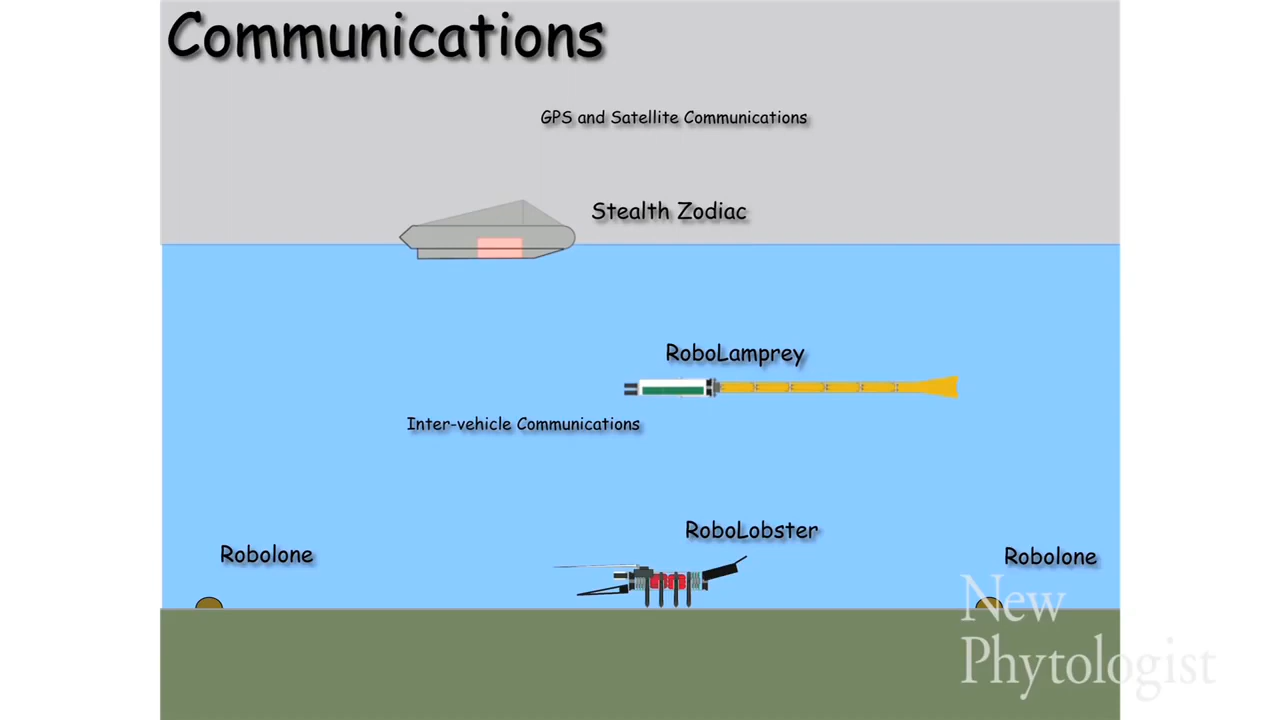 Communications
GPS and Satellite Communications
Stealth Zodiac
RoboLamprey
Inter-vehicle Communications
RoboLobster
Robolone
Robolone
New
Phytologist